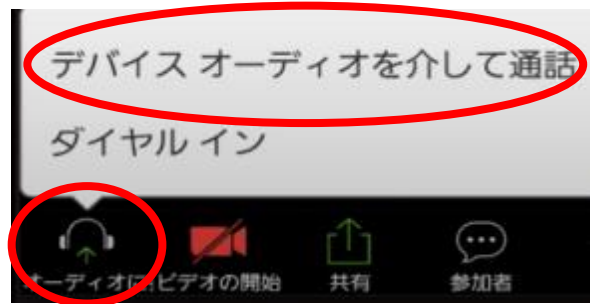 デバイス オーディオを介して通話
ダイヤル イン
オーディオに! ビデオの開始 共有 参加者